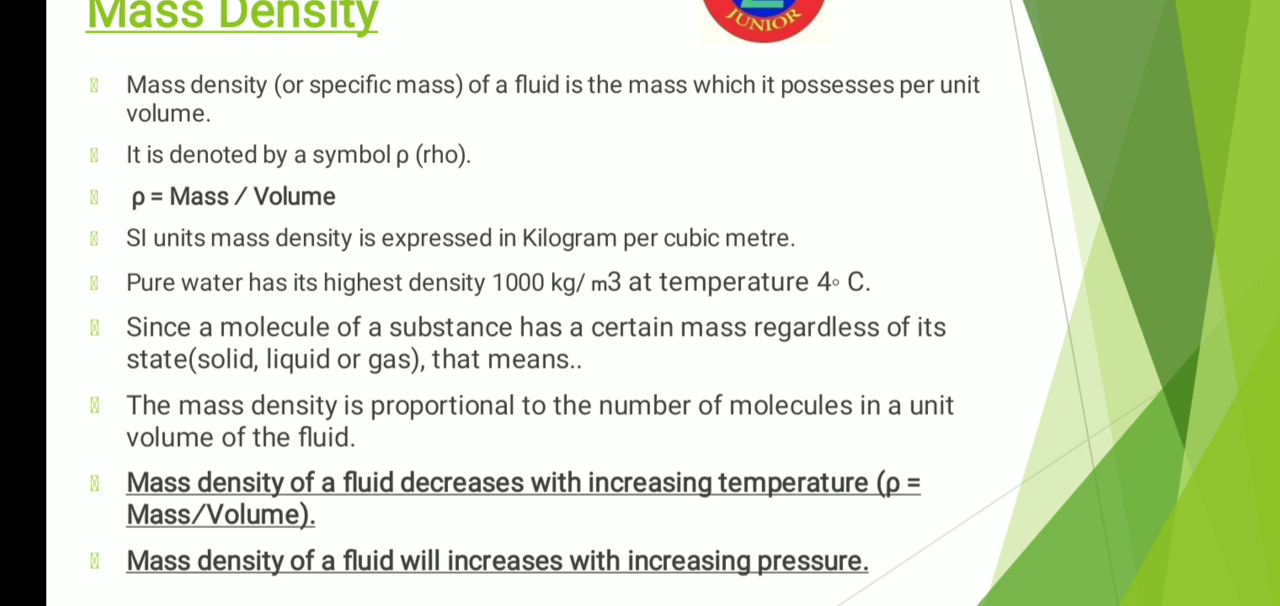 Mass Density
JUNIOR
Mass density (or specific mass) of a fluid is the mass which it possesses per unit
volume.
It is denoted by a symbol ρ (rho).
ρ = Mass / Volume
SI units mass density is expressed in Kilogram per cubic metre.
Pure water has its highest density 1000 kg/ m3 at temperature 4◦ C.
Since a molecule of a substance has a certain mass regardless of its
state(solid, liquid or gas), that means..
The mass density is proportional to the number of molecules in a unit
volume of the fluid.
Mass density of a fluid decreases with increasing temperature (ρ =
Mass/Volume).
Mass density of a fluid will increases with increasing pressure.